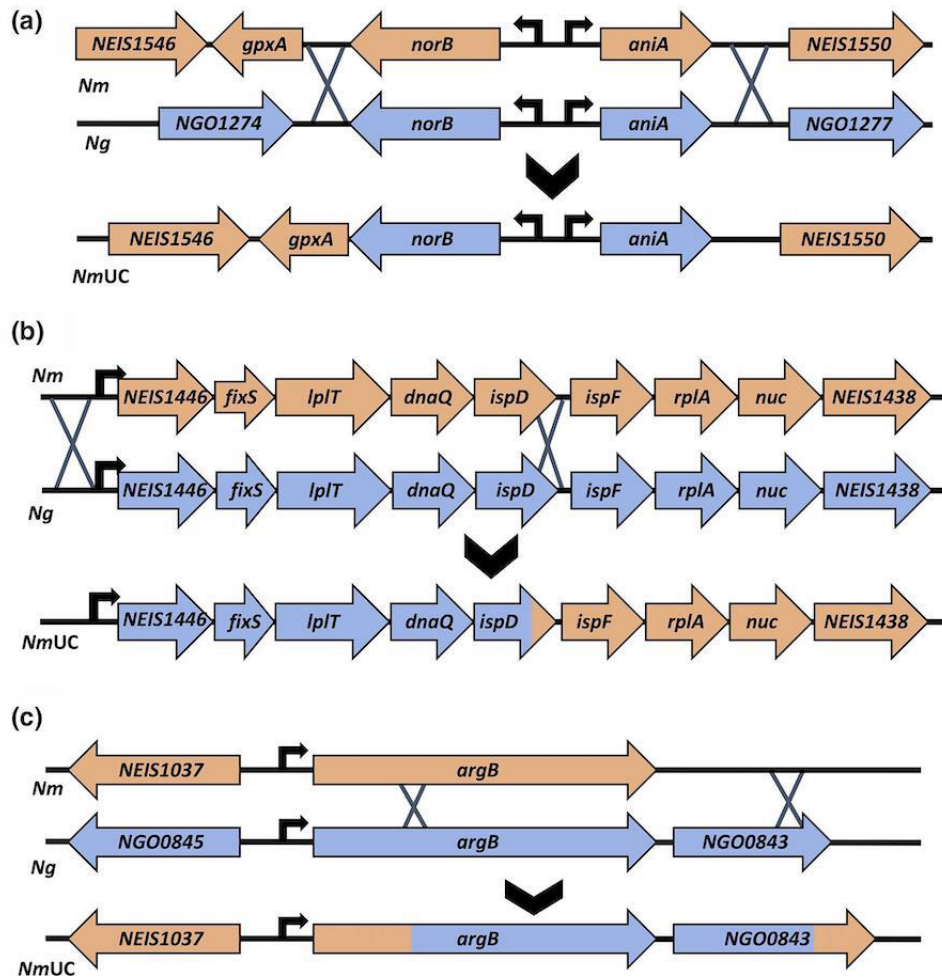 (a)
NEIS1546 gpxA norB aniA NEIS1550
Nm
NGO1274 norB aniA NGO1277
Ng
NEIS1546 gpxA norB aniA NEIS1550
NmUC
(b)
Nm
NEIS1446 fixS lplT dnaQ ispD ispF rplA nuc NEIS1438
NEIS1446 fixS lplT dnaQ ispD ispF rplA nuc NEIS1438
Ng
NEIS1446 fixS lplT dnaQ ispD ispF rplA nuc NEIS1438
NmUC
(c)
NEIS1037 argB
Nm
NGO0845 argB NGO0843
Ng
NEIS1037 argB NGO0843
NmUC